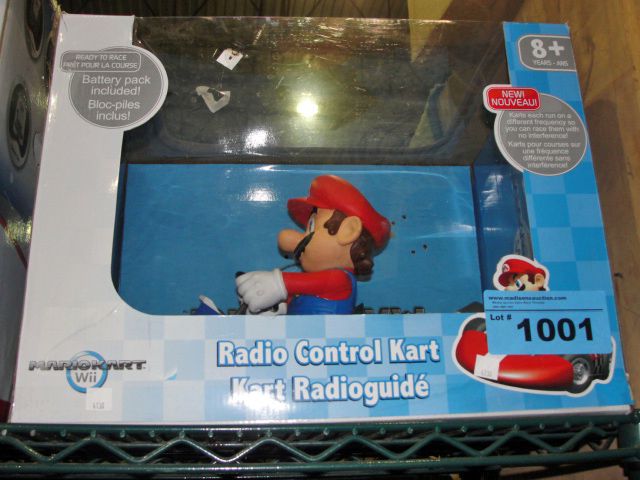 READY TO RACE
PRÊT POUR LA COURSE
Battery pack
included!
Bloc-piles
inclus!
8+
YEARS - ANS
NEW!
NOUVEAU!
Karts each run on a
different frequency so
you can race them with
no interference!
Karts pour courses sur
une fréquence
différente sans
interférence!
www.madisonsauction.com
Lot #
1001
Radio Control Kart
Kart Radioguidé
MARIOKART
Wii